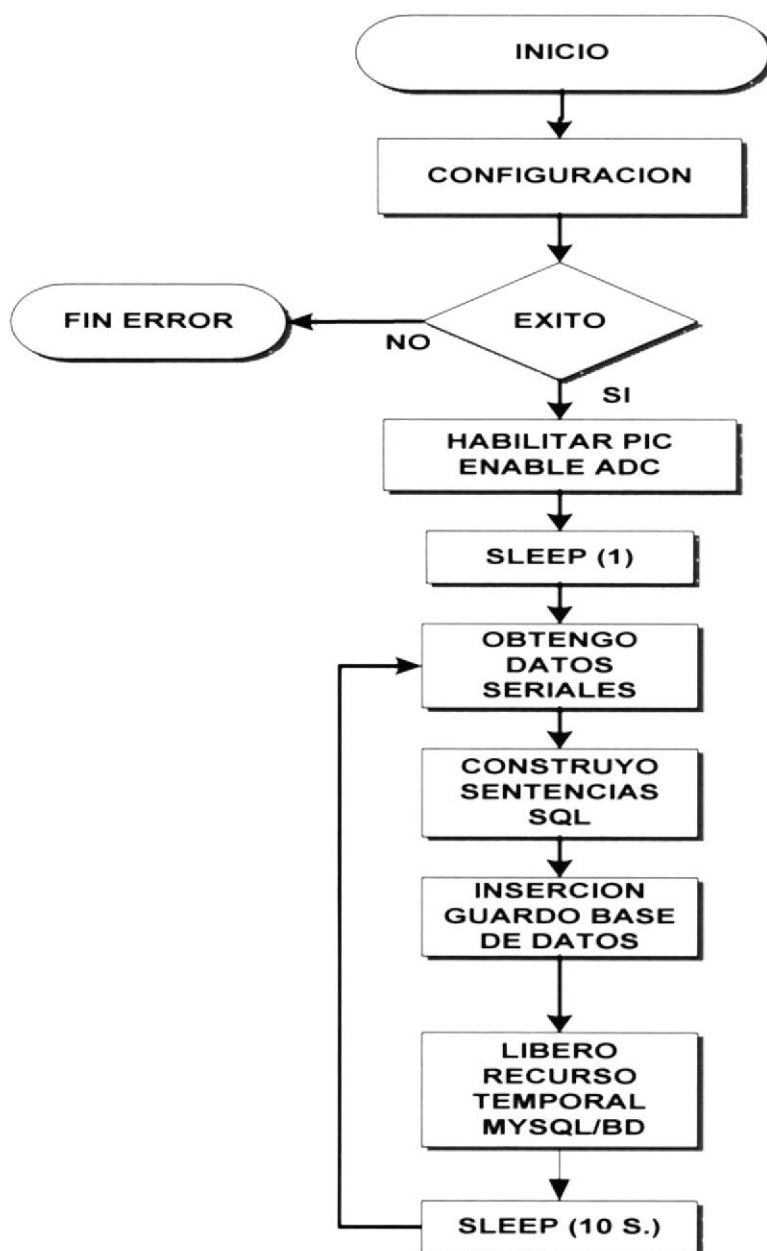 INICIO
CONFIGURACION
EXITO
FIN ERROR
NO
SI
HABILITAR PIC
ENABLE ADC
SLEEP (1)
OBTENGO
DATOS
SERIALES
CONSTRUYO
SENTENCIAS
SQL
INSERCION
GUARDO BASE
DE DATOS
LIBERO
RECURSO
TEMPORAL
MYSQL/BD
SLEEP (10 S.)